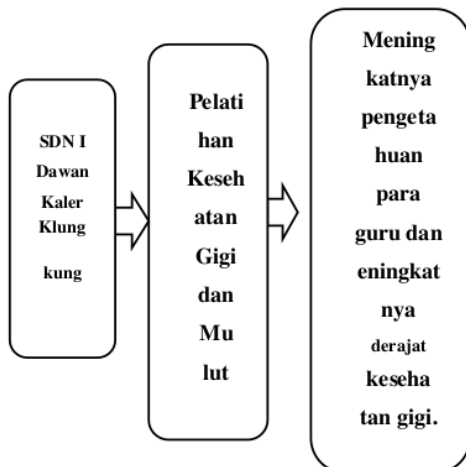 SDN I
Dawan
Kaler
Klung
kung
Pelati
han
Keseh
atan
Gigi
dan
Mu
lut
Mening
katnya
pengeta
huan
para
guru dan
eningkat
nya
derajat
keseha
tan gigi.